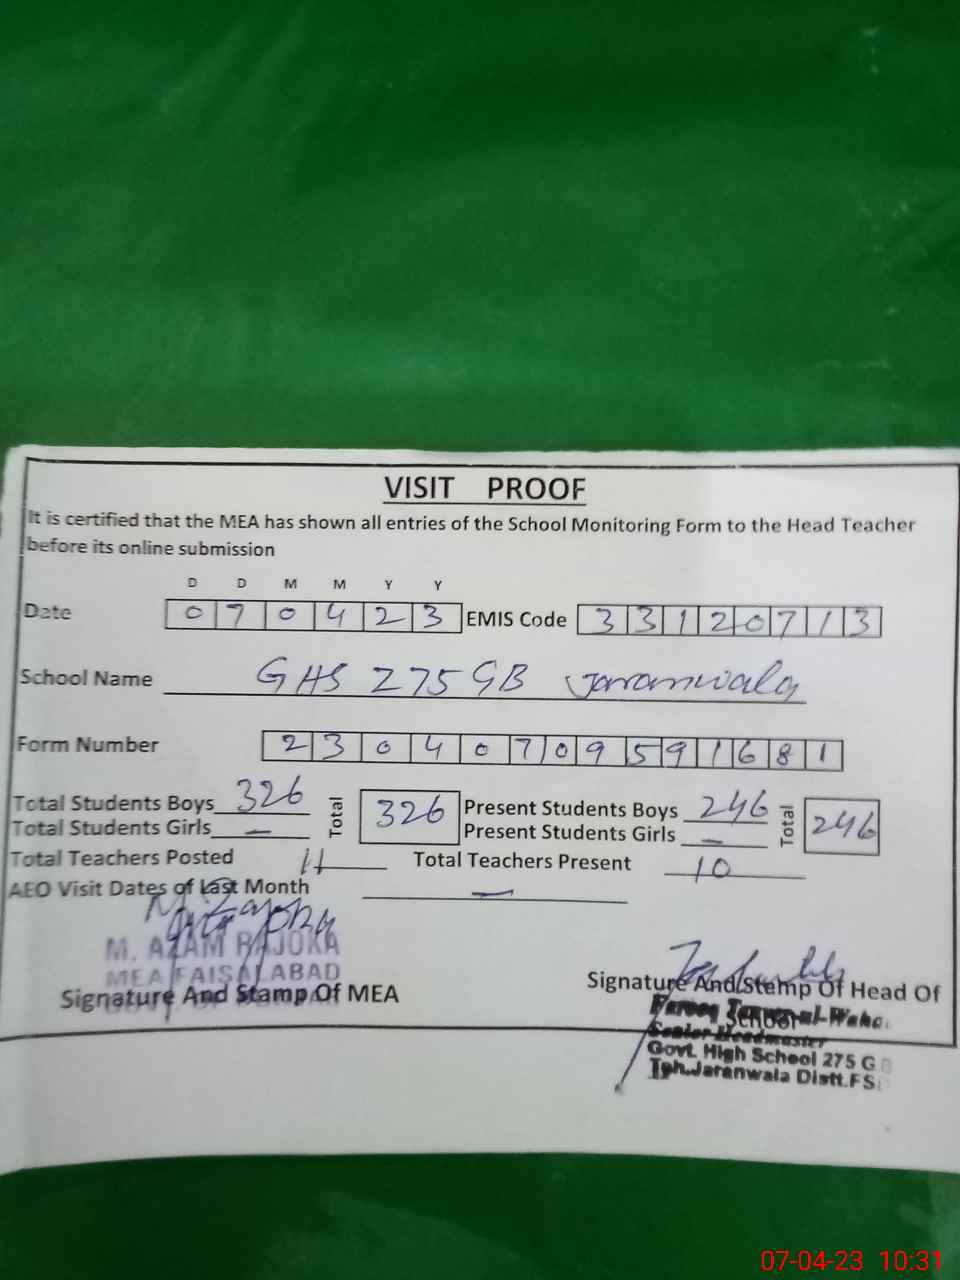 VISIT PROOF
It is certified that the MEA has shown all entries of the School Monitoring Form to the Head Teacher
before its online submission
D D M M Y Y
Date 0 7 0 4 2 3 EMIS Code 3 3 1 2 0 7 1 3
School Name GHS 275 GB Jaranwala
Form Number 2 3 0 4 0 7 0 9 5 9 1 6 8 1
Total Students Boys 326 Total 326 Present Students Boys 246 Total 246
Total Students Girls — Present Students Girls —
Total Teachers Posted 11 Total Teachers Present 10
AEO Visit Dates of Last Month —
M. AZAM RAJOKA
MEA FAISALABAD
Signature And Stamp Of MEA
Signature And Stamp Of Head Of
School
Farooq
Senior Headmaster
Govt. High School 275 G B
Teh.Jaranwala Distt.FSD
07-04-23 10:31